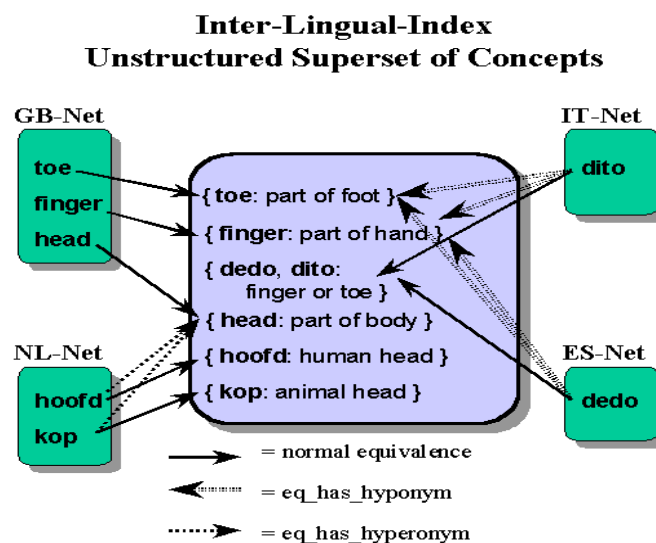 Inter-Lingual-Index
Unstructured Superset of Concepts
GB-Net
toe
finger
head
IT-Net
dito
{ toe: part of foot }
{ finger: part of hand }
{ dedo, dito:
finger or toe }
{ head: part of body }
{ hoofd: human head }
{ kop: animal head }
NL-Net
hoofd
kop
ES-Net
dedo
= normal equivalence
= eq_has_hyponym
= eq_has_hyperonym